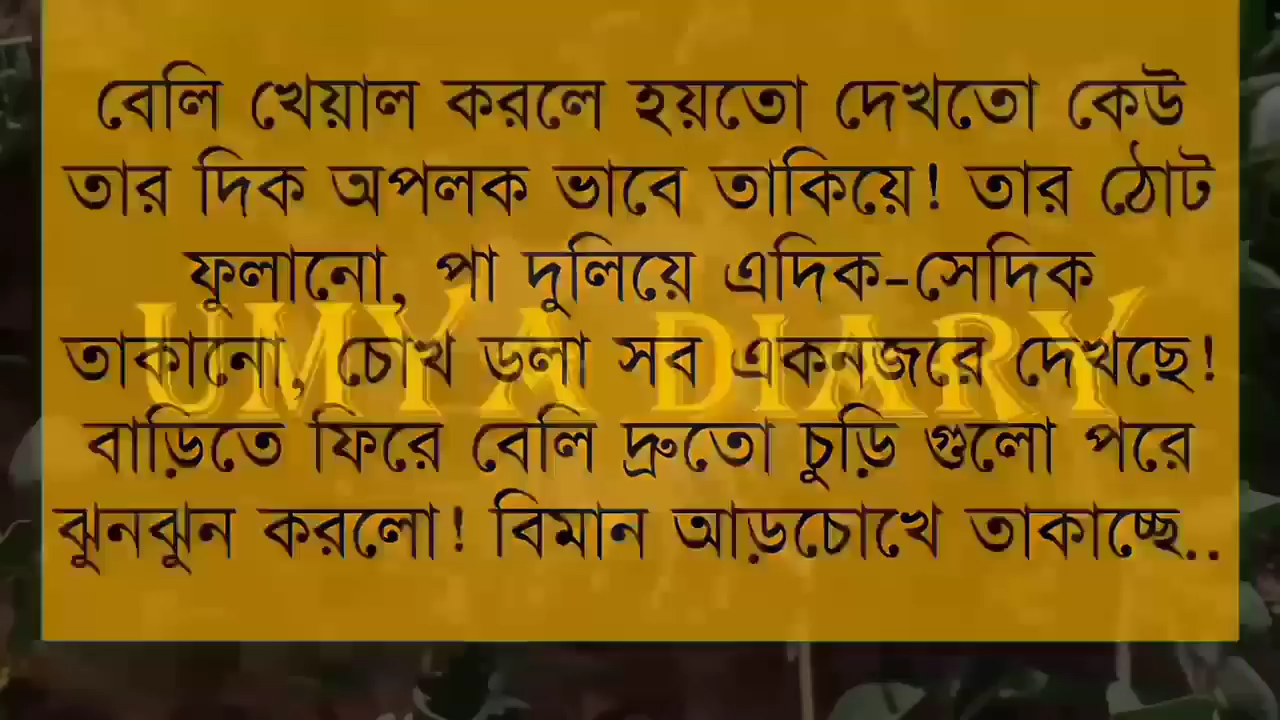 বেলি খেয়াল করলে হয়তো দেখতো কেউ
তার দিক অপলক ভাবে তাকিয়ে! তার ঠোট
ফুলানো, পা দুলিয়ে এদিক-সেদিক
তাকানো, চোখ ডলা সব একনজরে দেখছে!
UMYA DIARY
বাড়িতে ফিরে বেলি দ্রুতো চুড়ি গুলো পরে
ঝুনঝুন করলো! বিমান আড়চোখে তাকাচ্ছে..